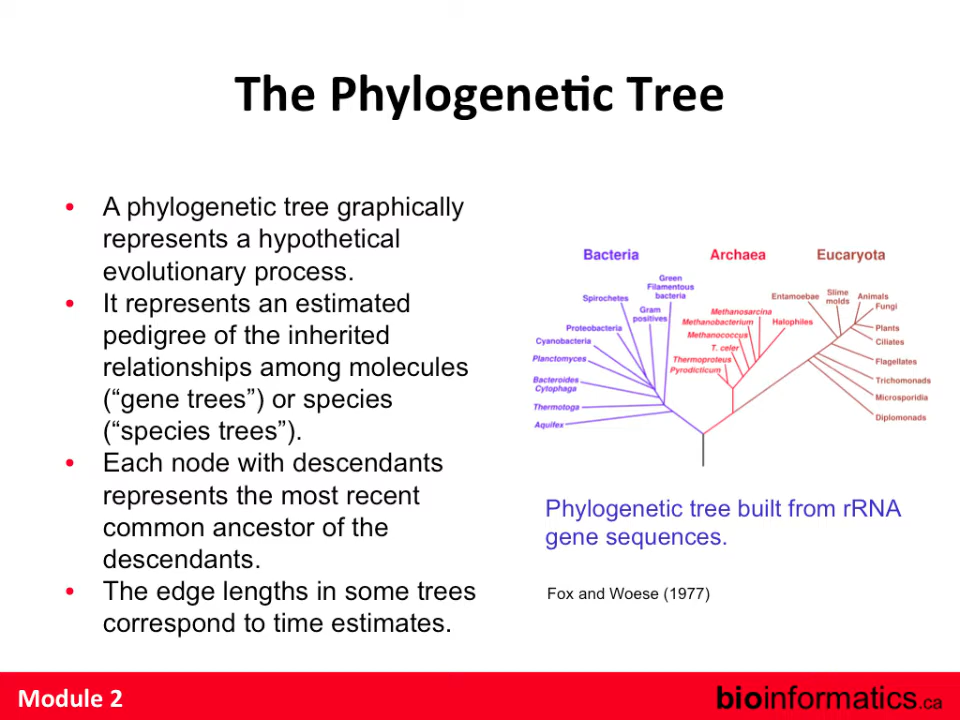 The Phylogenetic Tree
• A phylogenetic tree graphically
represents a hypothetical
evolutionary process.
• It represents an estimated
pedigree of the inherited
relationships among molecules
(“gene trees”) or species
(“species trees”).
• Each node with descendants
represents the most recent
common ancestor of the
descendants.
• The edge lengths in some trees
correspond to time estimates.
Bacteria
Archaea
Eucaryota
Green
Filamentous
bacteria
Spirochetes
Gram
positives
Proteobacteria
Cyanobacteria
Planctomyces
Bacteroides
Cytophaga
Thermotoga
Aquifex
Methanosarcina
Methanobacterium
Halophiles
Methanococcus
T. celer
Thermoproteus
Pyrodicticum
Entamoebae
Slime
molds
Animals
Fungi
Plants
Ciliates
Flagellates
Trichomonads
Microsporidia
Diplomonads
Phylogenetic tree built from rRNA
gene sequences.
Fox and Woese (1977)
Module 2
bioinformatics.ca